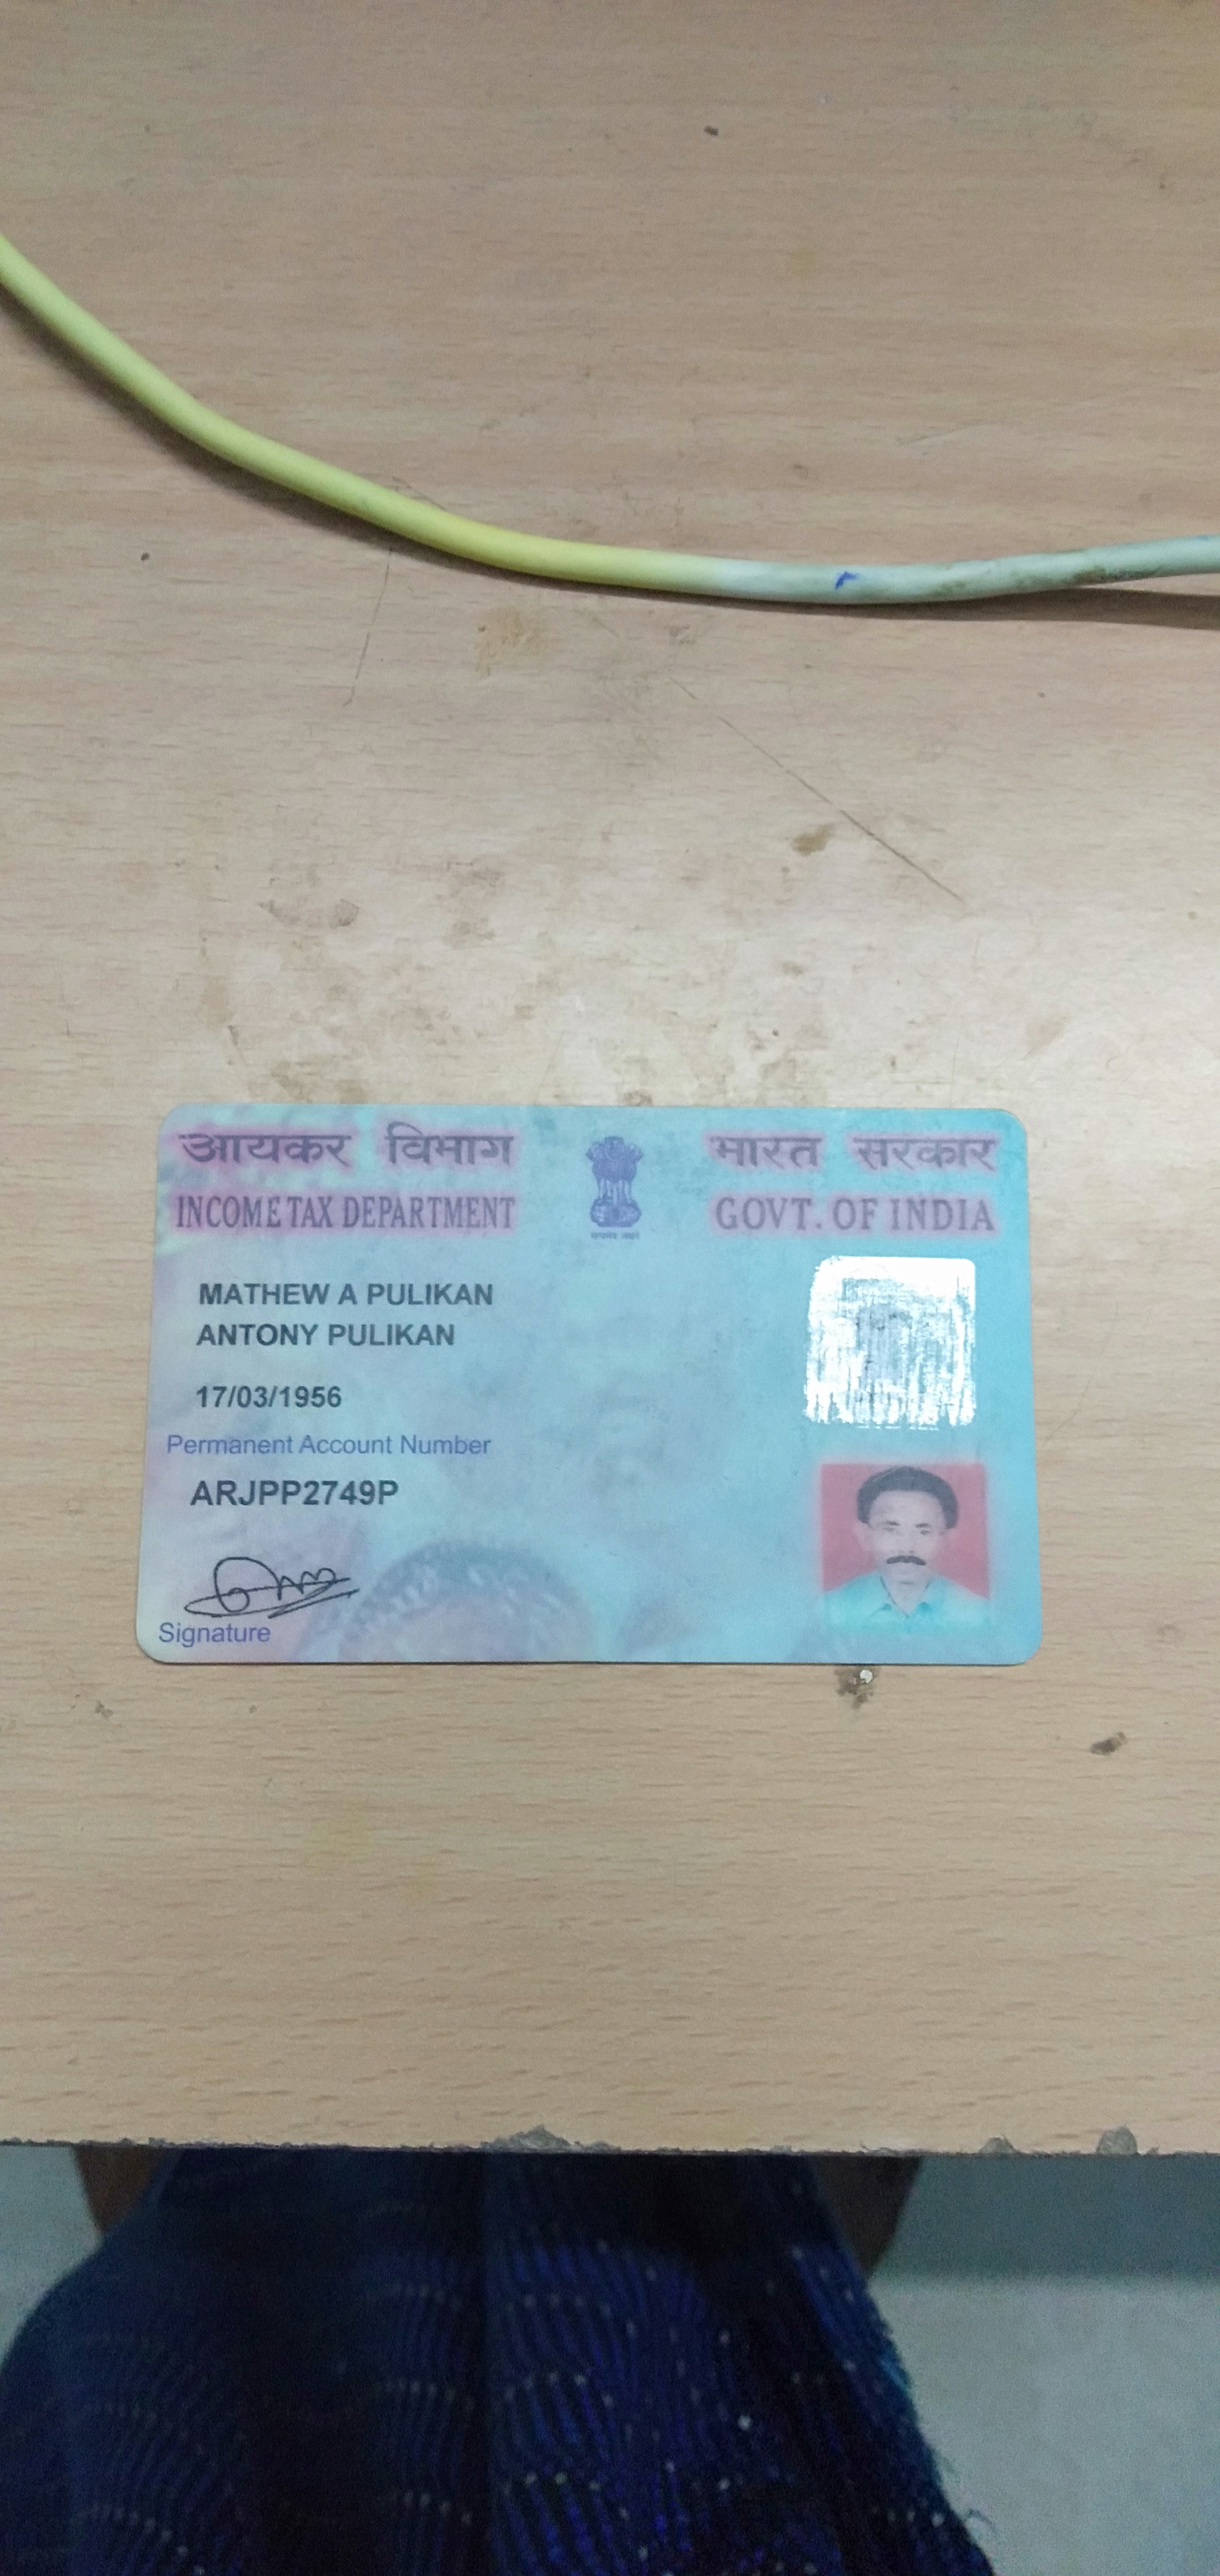 आयकर विभाग
INCOME TAX DEPARTMENT
भारत सरकार
GOVT. OF INDIA
MATHEW A PULIKAN
ANTONY PULIKAN
17/03/1956
Permanent Account Number
ARJPP2749P
Signature